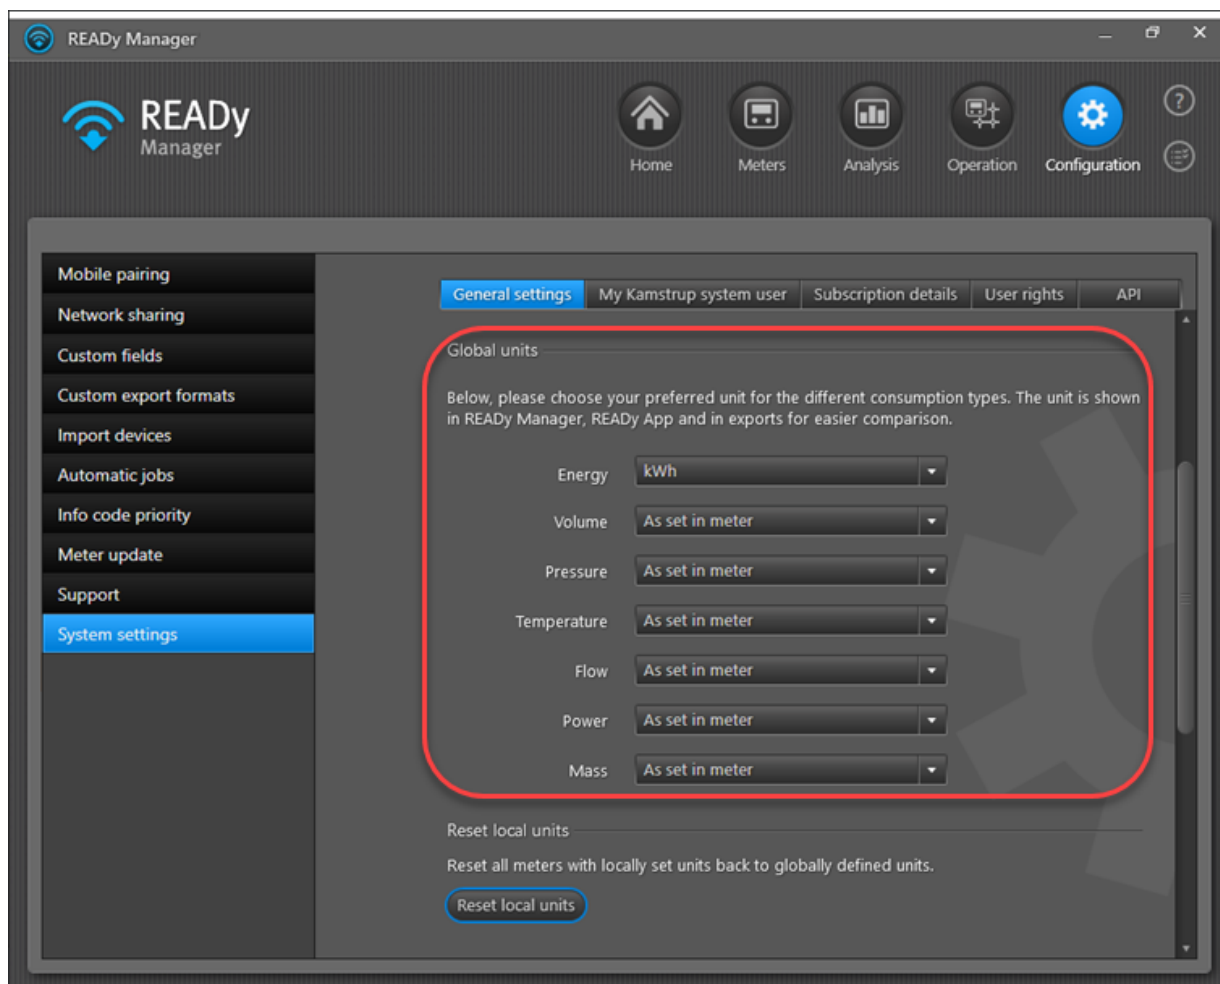 READy Manager
READy
Manager
Home
Meters
Analysis
Operation
Configuration
?
Mobile pairing
Network sharing
Custom fields
Custom export formats
Import devices
Automatic jobs
Info code priority
Meter update
Support
System settings
General settings
My Kamstrup system user
Subscription details
User rights
API
Global units
Below, please choose your preferred unit for the different consumption types. The unit is shown
in READy Manager, READy App and in exports for easier comparison.
Energy kWh
Volume As set in meter
Pressure As set in meter
Temperature As set in meter
Flow As set in meter
Power As set in meter
Mass As set in meter
Reset local units
Reset all meters with locally set units back to globally defined units.
Reset local units